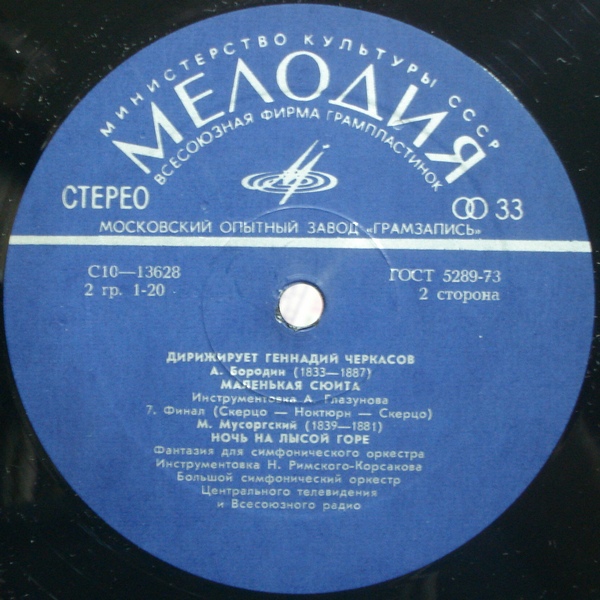 МИНИСТЕРСТВО КУЛЬТУРЫ СССР
МЕЛОДИЯ
ВСЕСОЮЗНАЯ ФИРМА ГРАМПЛАСТИНОК
СТЕРЕО
33
МОСКОВСКИЙ ОПЫТНЫЙ ЗАВОД «ГРАМЗАПИСЬ»
С10—13628
ГОСТ 5289-73
2 гр. 1-20
2 сторона
ДИРИЖИРУЕТ ГЕННАДИЙ ЧЕРКАСОВ
А. Бородин (1833—1887)
МАЛЕНЬКАЯ СЮИТА
Инструментовка А. Глазунова
7. Финал (Скерцо — Ноктюрн — Скерцо)
М. Мусоргский (1839—1881)
НОЧЬ НА ЛЫСОЙ ГОРЕ
Фантазия для симфонического оркестра
Инструментовка Н. Римского-Корсакова
Большой симфонический оркестр
Центрального телевидения
и Всесоюзного радио